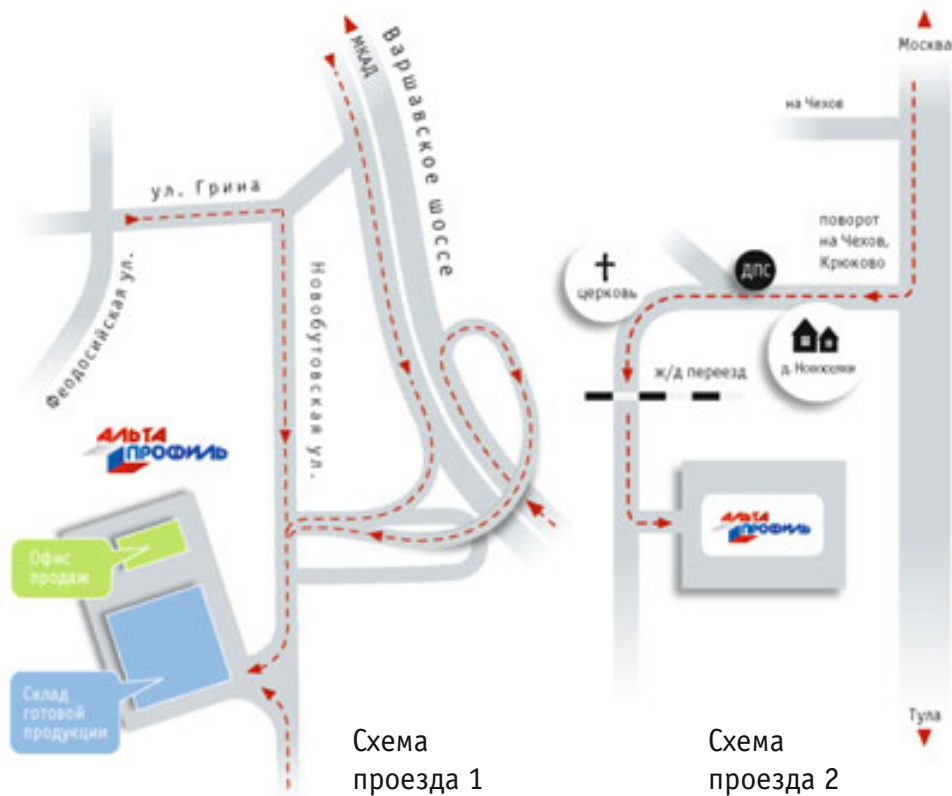 МКАД
Варшавское шоссе
ул. Грина
Новобутовская ул.
Феодосийская ул.
АЛЬТА
ПРОФИЛЬ
Офис
продаж
Склад
готовой
продукции
Схема
проезда 1
Москва
на Чехов
поворот
на Чехов,
Крюково
ДПС
церковь
д. Новоселки
ж/д переезд
АЛЬТА
ПРОФИЛЬ
Тула
Схема
проезда 2